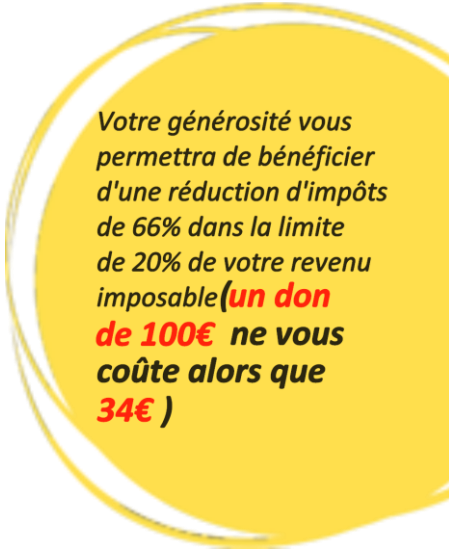 Votre générosité vous
permettra de bénéficier
d'une réduction d'impôts
de 66% dans la limite
de 20% de votre revenu
imposable(un don
de 100€ ne vous
coûte alors que
34€ )